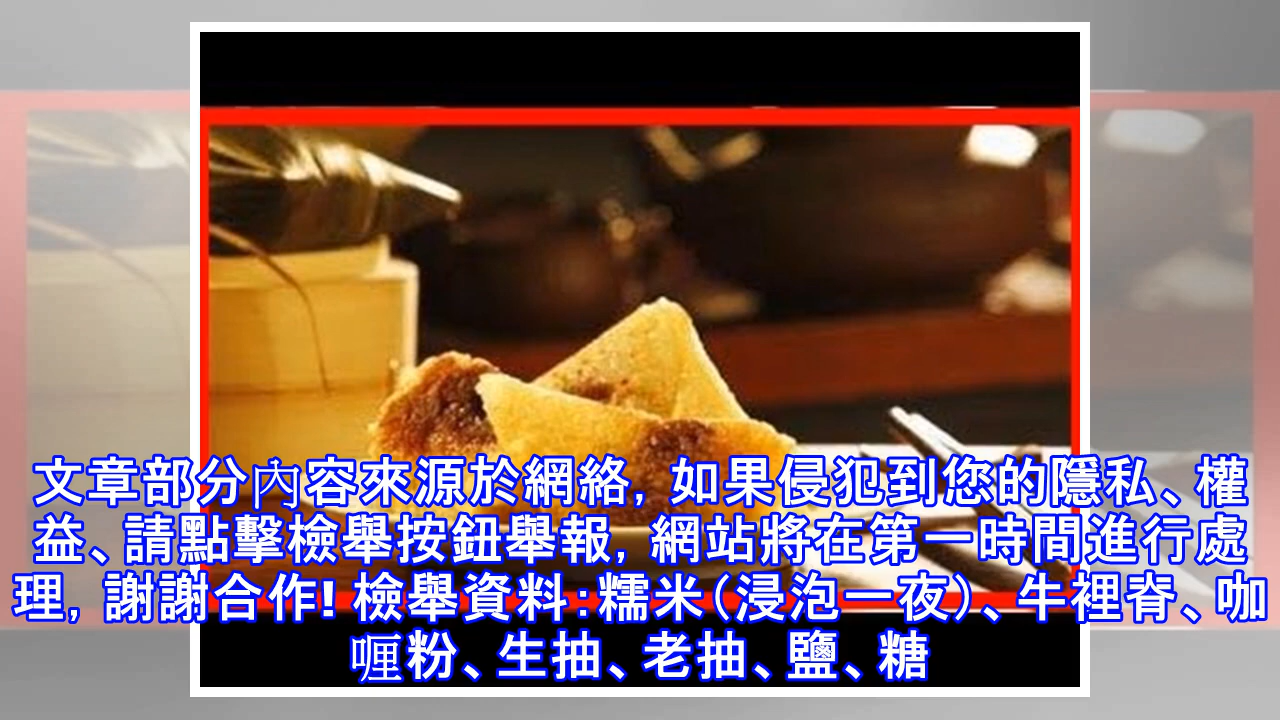 文章部分內容來源於網絡, 如果侵犯到您的隱私、權
益、請點擊檢舉按鈕舉報, 網站將在第一時間進行處
理, 謝謝合作! 檢舉資料:糯米(浸泡一夜)、牛裡脊、咖
喱粉、生抽、老抽、鹽、糖